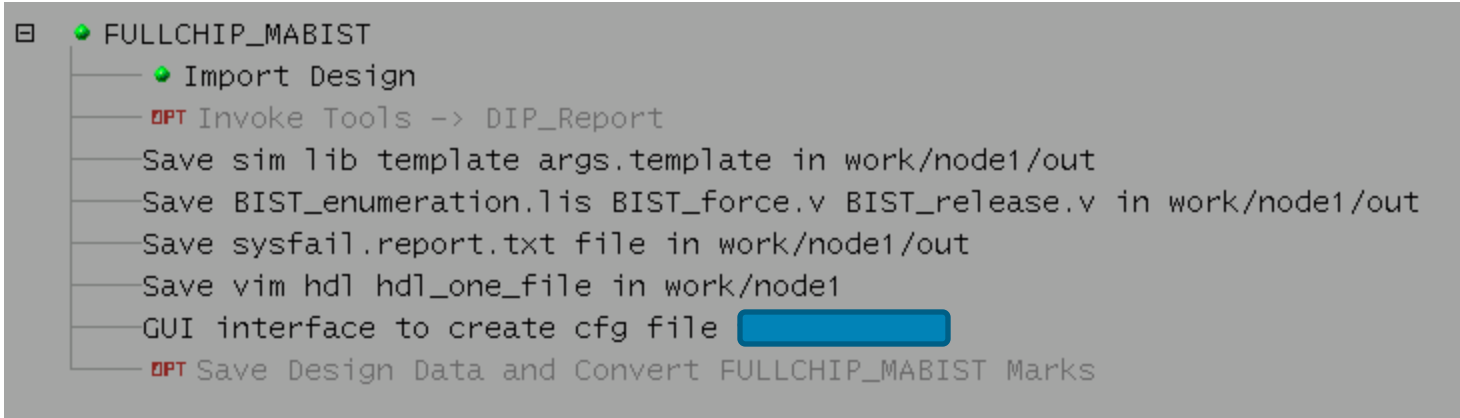 FULLCHIP_MABIST
Import Design
OPT Invoke Tools -> DIP_Report
Save sim lib template args.template in work/node1/out
Save BIST_enumeration.lis BIST_force.v BIST_release.v in work/node1/out
Save sysfail.report.txt file in work/node1/out
Save vim hdl hdl_one_file in work/node1
GUI interface to create cfg file
OPT Save Design Data and Convert FULLCHIP_MABIST Marks